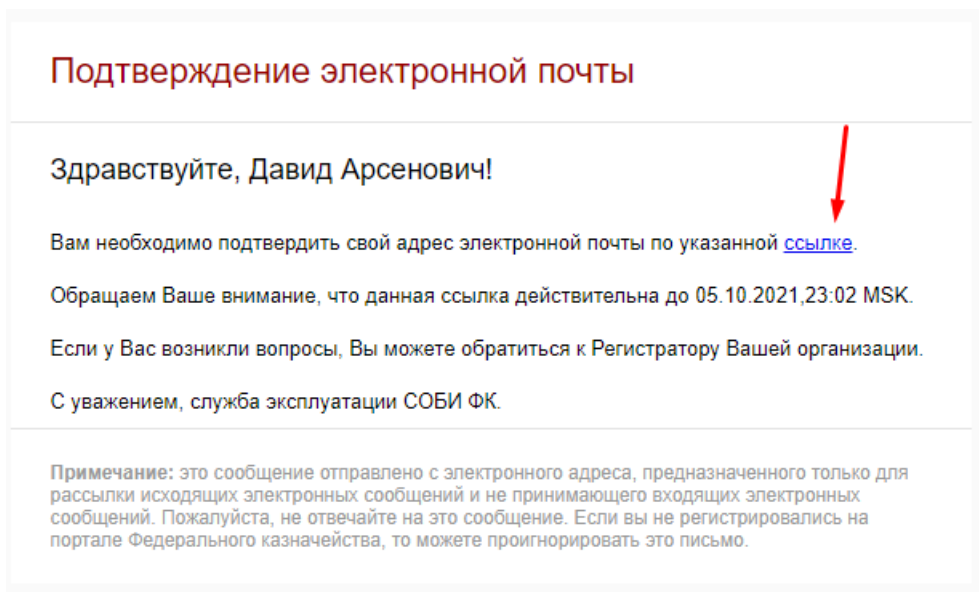 Подтверждение электронной почты
Здравствуйте, Давид Арсенович!
Вам необходимо подтвердить свой адрес электронной почты по указанной ссылке.
Обращаем Ваше внимание, что данная ссылка действительна до 05.10.2021,23:02 MSK.
Если у Вас возникли вопросы, Вы можете обратиться к Регистратору Вашей организации.
С уважением, служба эксплуатации СОБИ ФК.
Примечание: это сообщение отправлено с электронного адреса, предназначенного только для
рассылки исходящих электронных сообщений и не принимающего входящих электронных
сообщений. Пожалуйста, не отвечайте на это сообщение. Если вы не регистрировались на
портале Федерального казначейства, то можете проигнорировать это письмо.